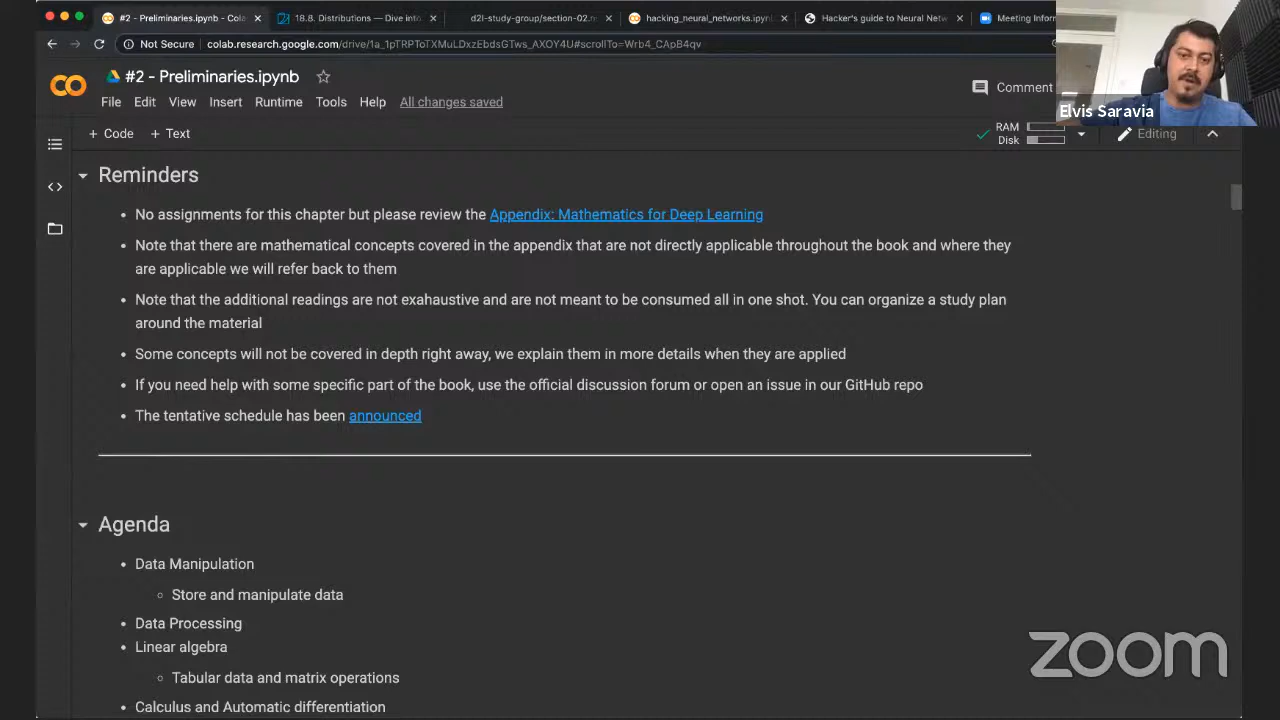 #2 - Preliminaries.ipynb - Cola
18.8. Distributions — Dive into
d2l-study-group/section-02.
hacking_neural_networks.ipyn
Hacker's guide to Neural Netw
Meeting Inform
Not Secure
colab.research.google.com/drive/1a_1pTRPToTXMuLDxzEbdsGTws_AXOY4U#scrollTo=Wrb4_CApB4qv
#2 - Preliminaries.ipynb
File Edit View Insert Runtime Tools Help All changes saved
Comment
Elvis Saravia
+ Code + Text
RAM
Disk
Editing
Reminders
• No assignments for this chapter but please review the Appendix: Mathematics for Deep Learning
• Note that there are mathematical concepts covered in the appendix that are not directly applicable throughout the book and where they
are applicable we will refer back to them
• Note that the additional readings are not exahaustive and are not meant to be consumed all in one shot. You can organize a study plan
around the material
• Some concepts will not be covered in depth right away, we explain them in more details when they are applied
• If you need help with some specific part of the book, use the official discussion forum or open an issue in our GitHub repo
• The tentative schedule has been announced
Agenda
• Data Manipulation
◦ Store and manipulate data
• Data Processing
• Linear algebra
◦ Tabular data and matrix operations
• Calculus and Automatic differentiation
zoom